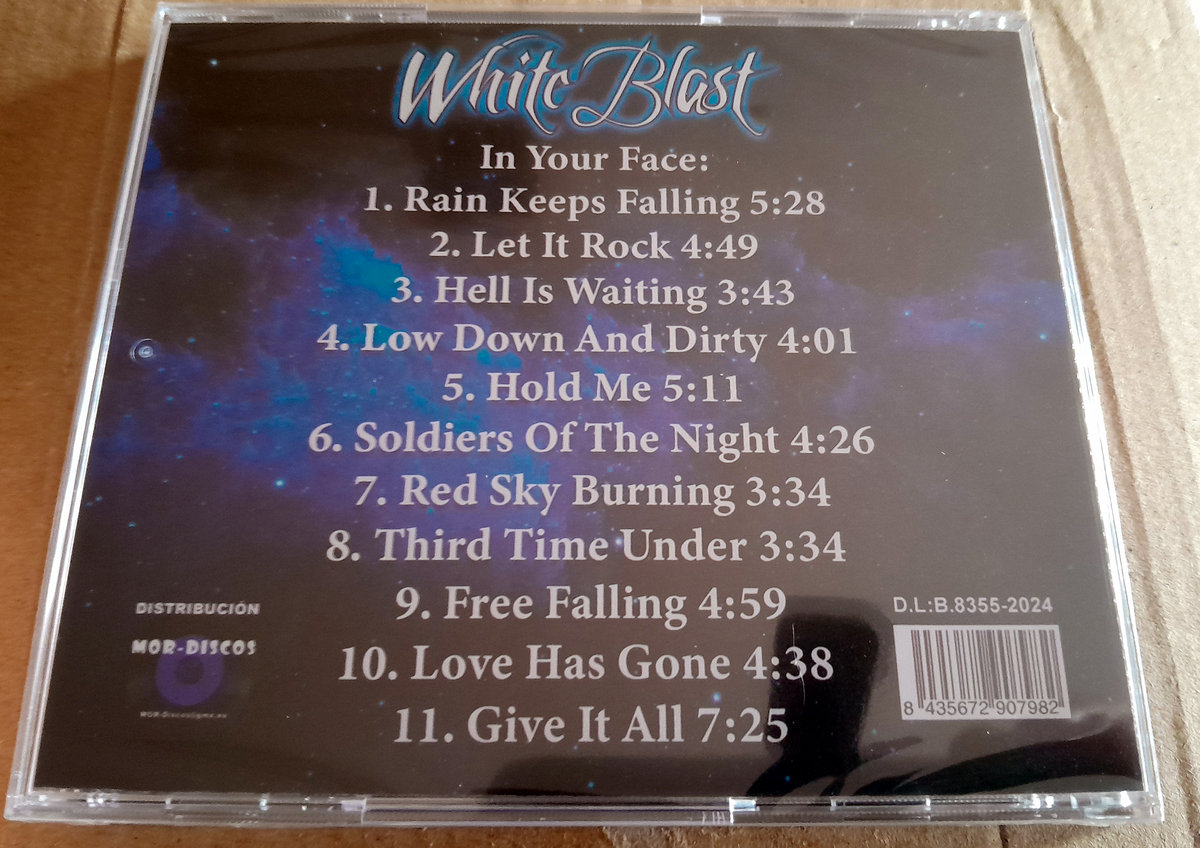 White Blast
In Your Face:
1. Rain Keeps Falling 5:28
2. Let It Rock 4:49
3. Hell Is Waiting 3:43
4. Low Down And Dirty 4:01
5. Hold Me 5:11
6. Soldiers Of The Night 4:26
7. Red Sky Burning 3:34
8. Third Time Under 3:34
9. Free Falling 4:59
10. Love Has Gone 4:38
11. Give It All 7:25
DISTRIBUCIÓN
MOR-DISCOS
D.L:B.8355-2024
8 435672 907982